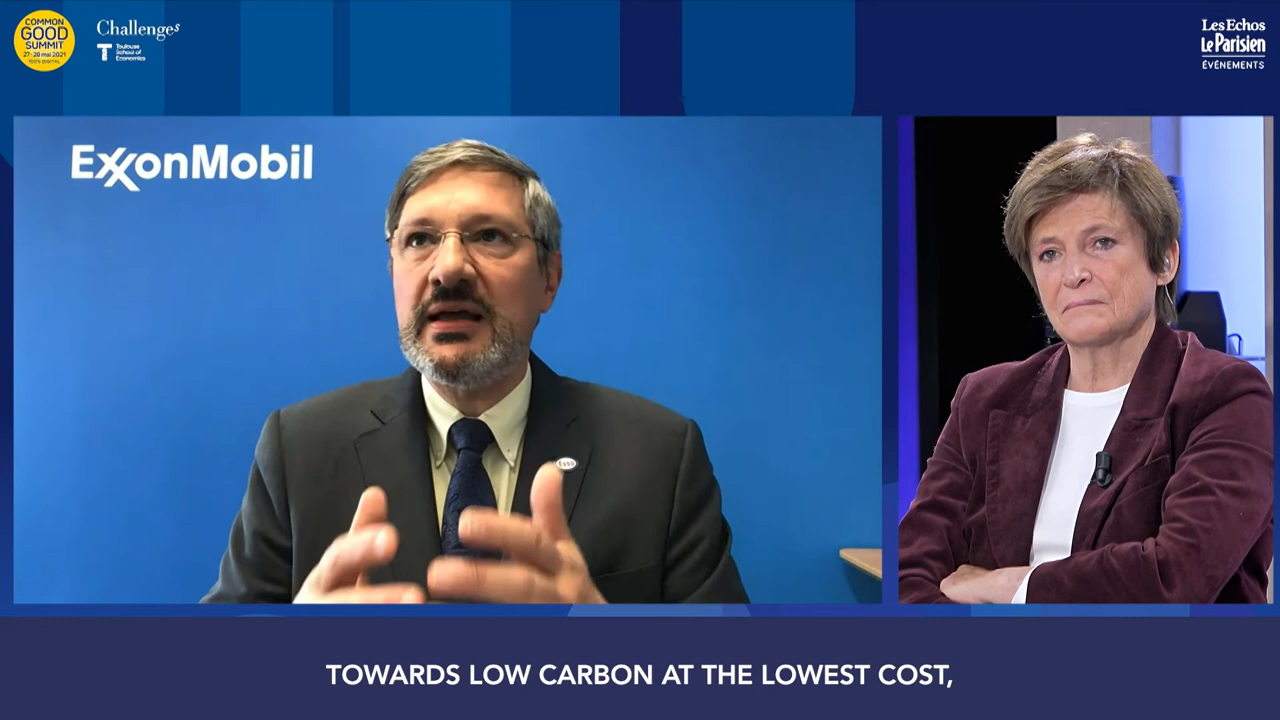 COMMON
GOOD
SUMMIT
27 - 28 mai 2021
100% DIGITAL
Challenges
T Toulouse
School of
Economics
Les Echos
Le Parisien
ÉVÉNEMENTS
ExxonMobil
Esso
TOWARDS LOW CARBON AT THE LOWEST COST,